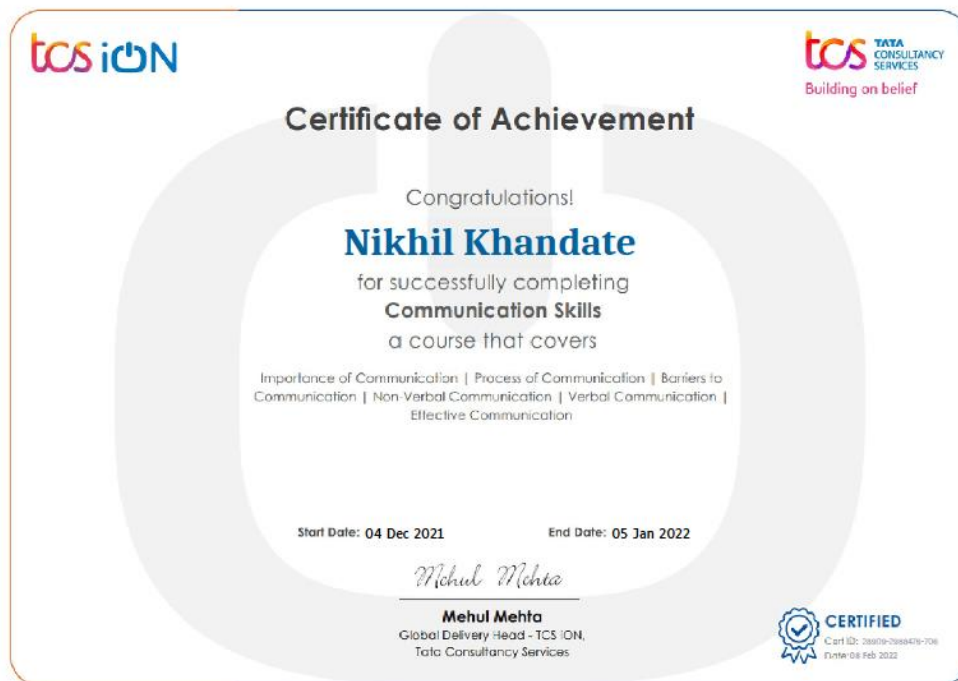 tcs iON
tcs TATA
CONSULTANCY
SERVICES
Building on belief
Certificate of Achievement
Congratulations!
Nikhil Khandate
for successfully completing
Communication Skills
a course that covers
Importance of Communication | Process of Communication | Barriers to
Communication | Non-Verbal Communication | Verbal Communication |
Effective Communication
Start Date: 04 Dec 2021 End Date: 05 Jan 2022
Mehul Mehta
Mehul Mehta
Global Delivery Head - TCS iON,
Tata Consultancy Services
CERTIFIED
Cert ID:
Date: 08 Feb 2022